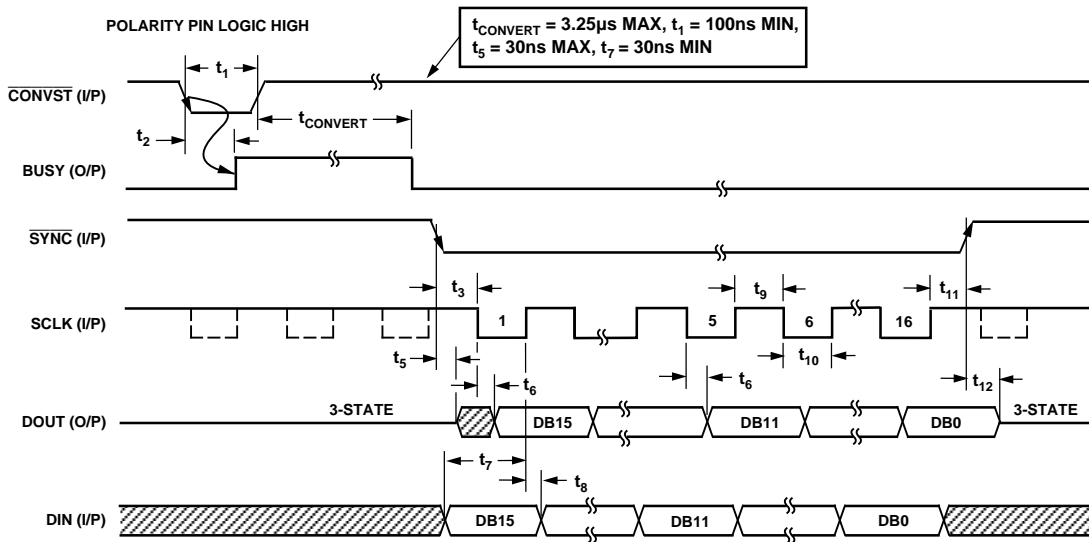 POLARITY PIN LOGIC HIGH
tCONVERT = 3.25µs MAX, t1 = 100ns MIN,
t5 = 30ns MAX, t7 = 30ns MIN
t1
CONVST (I/P)
tCONVERT
t2
BUSY (O/P)
SYNC (I/P)
t3
t9
t11
SCLK (I/P)
1
5
6
16
t5
t6
t10
t6
t12
3-STATE
3-STATE
DOUT (O/P)
DB15
DB11
DB0
t7
t8
DIN (I/P)
DB15
DB11
DB0